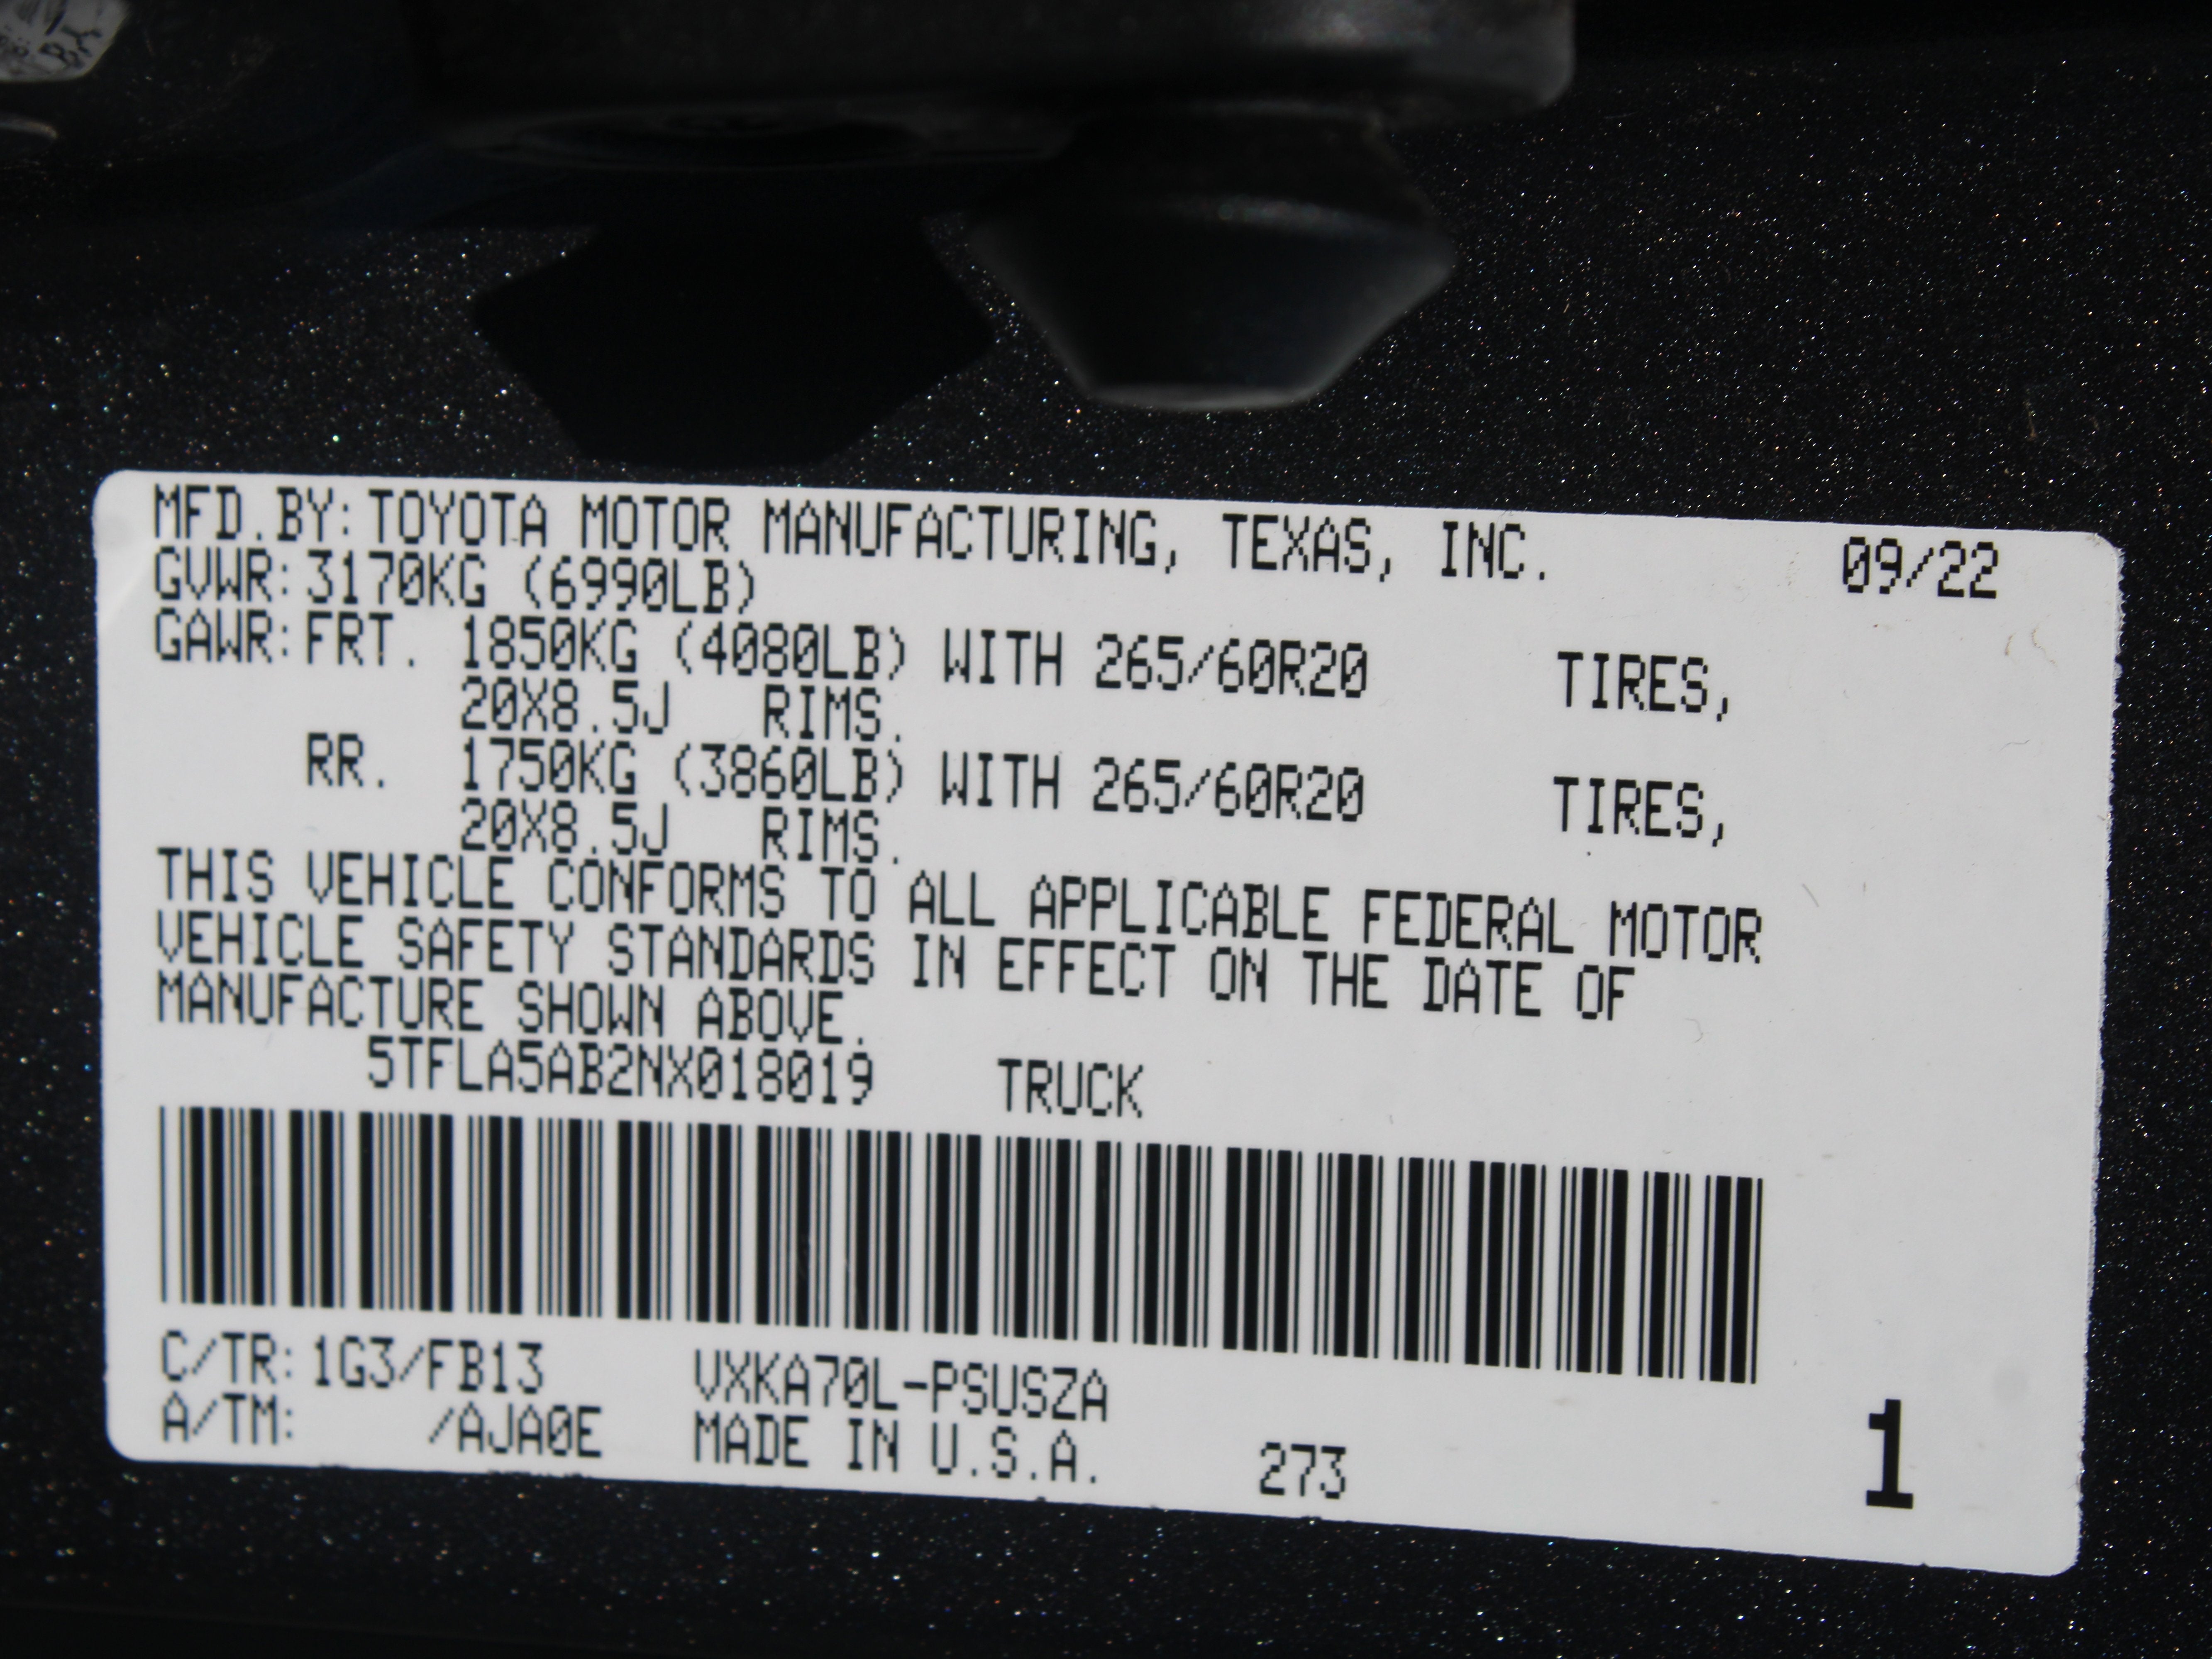 MFD.BY: TOYOTA MOTOR MANUFACTURING, TEXAS, INC. 09/22
GVWR: 3170KG (6990LB)
GAWR: FRT. 1850KG (4080LB) WITH 265/60R20 TIRES,
20X8.5J RIMS.
RR. 1750KG (3860LB) WITH 265/60R20 TIRES,
20X8.5J RIMS.
THIS VEHICLE CONFORMS TO ALL APPLICABLE FEDERAL MOTOR
VEHICLE SAFETY STANDARDS IN EFFECT ON THE DATE OF
MANUFACTURE SHOWN ABOVE.
5TFLA5AB2NX018019 TRUCK
C/TR: 1G3/FB13 VXKA70L-PSUSZA
A/TM: /AJA0E MADE IN U.S.A. 273 1